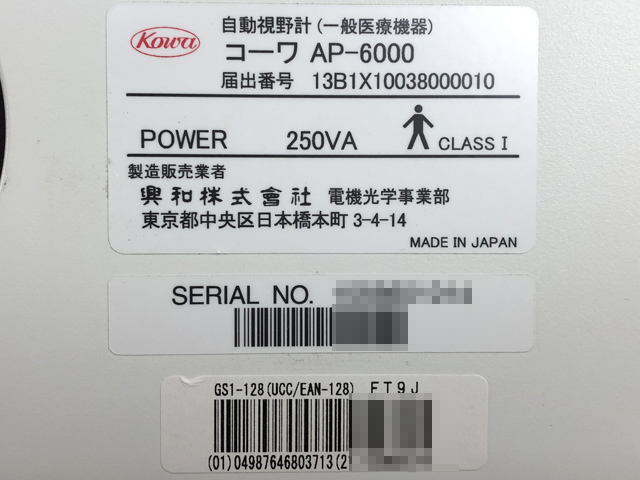 Kowa
自動視野計(一般医療機器)
コーワ AP-6000
届出番号 13B1X10038000010
POWER 250VA CLASS I
製造販売業者
興和株式會社 電機光学事業部
東京都中央区日本橋本町 3-4-14
MADE IN JAPAN
SERIAL NO.
GS1-128(UCC/EAN-128) FT9J
(01)04987646803713(2